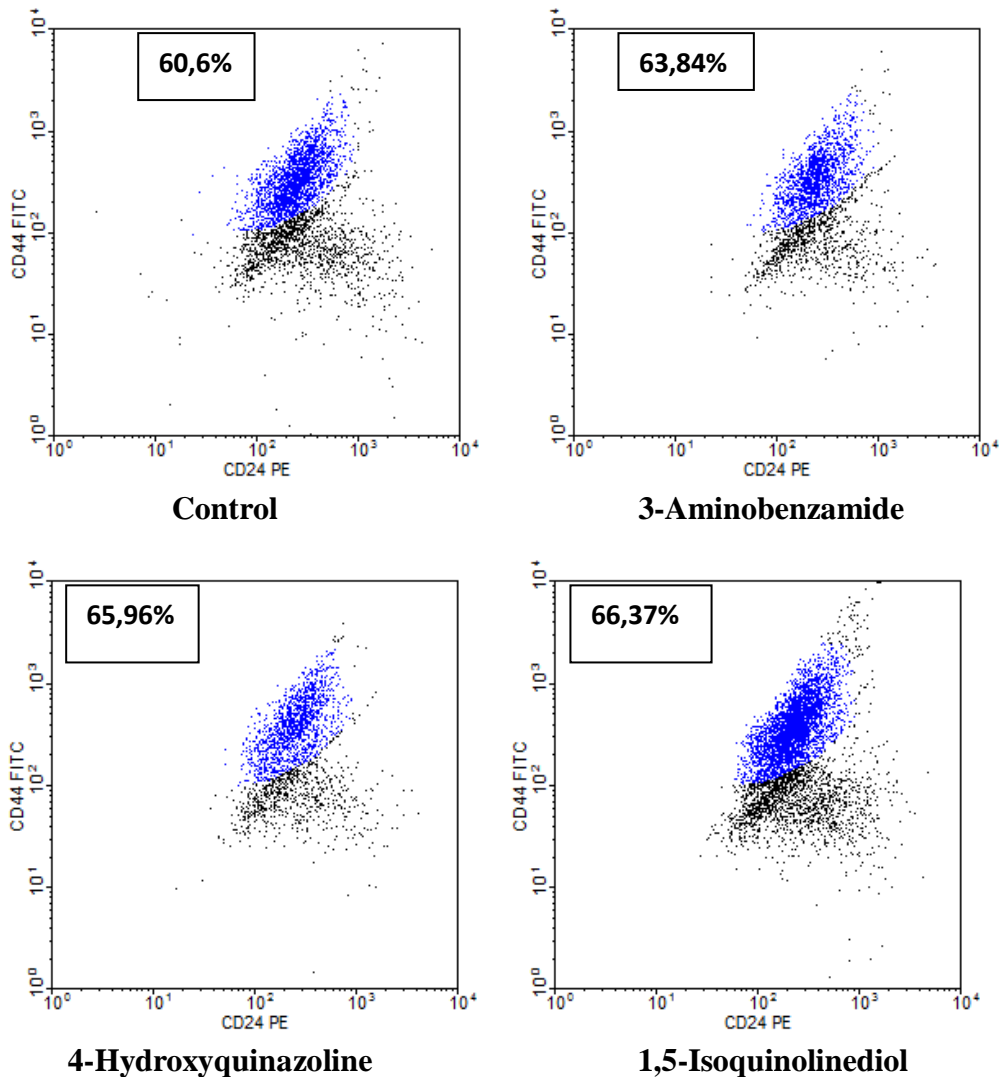 60,6%
10⁴
10³
10²
10¹
10⁰
CD44 FITC
10⁰ 10¹ 10² 10³ 10⁴
CD24 PE
Control
63,84%
10⁴
10³
10²
10¹
10⁰
CD44 FITC
10⁰ 10¹ 10² 10³ 10⁴
CD24 PE
3-Aminobenzamide
65,96%
10⁴
10³
10²
10¹
10⁰
CD44 FITC
10⁰ 10¹ 10² 10³ 10⁴
CD24 PE
4-Hydroxyquinazoline
66,37%
10⁴
10³
10²
10¹
10⁰
CD44 FITC
10⁰ 10¹ 10² 10³ 10⁴
CD24 PE
1,5-Isoquinolinediol